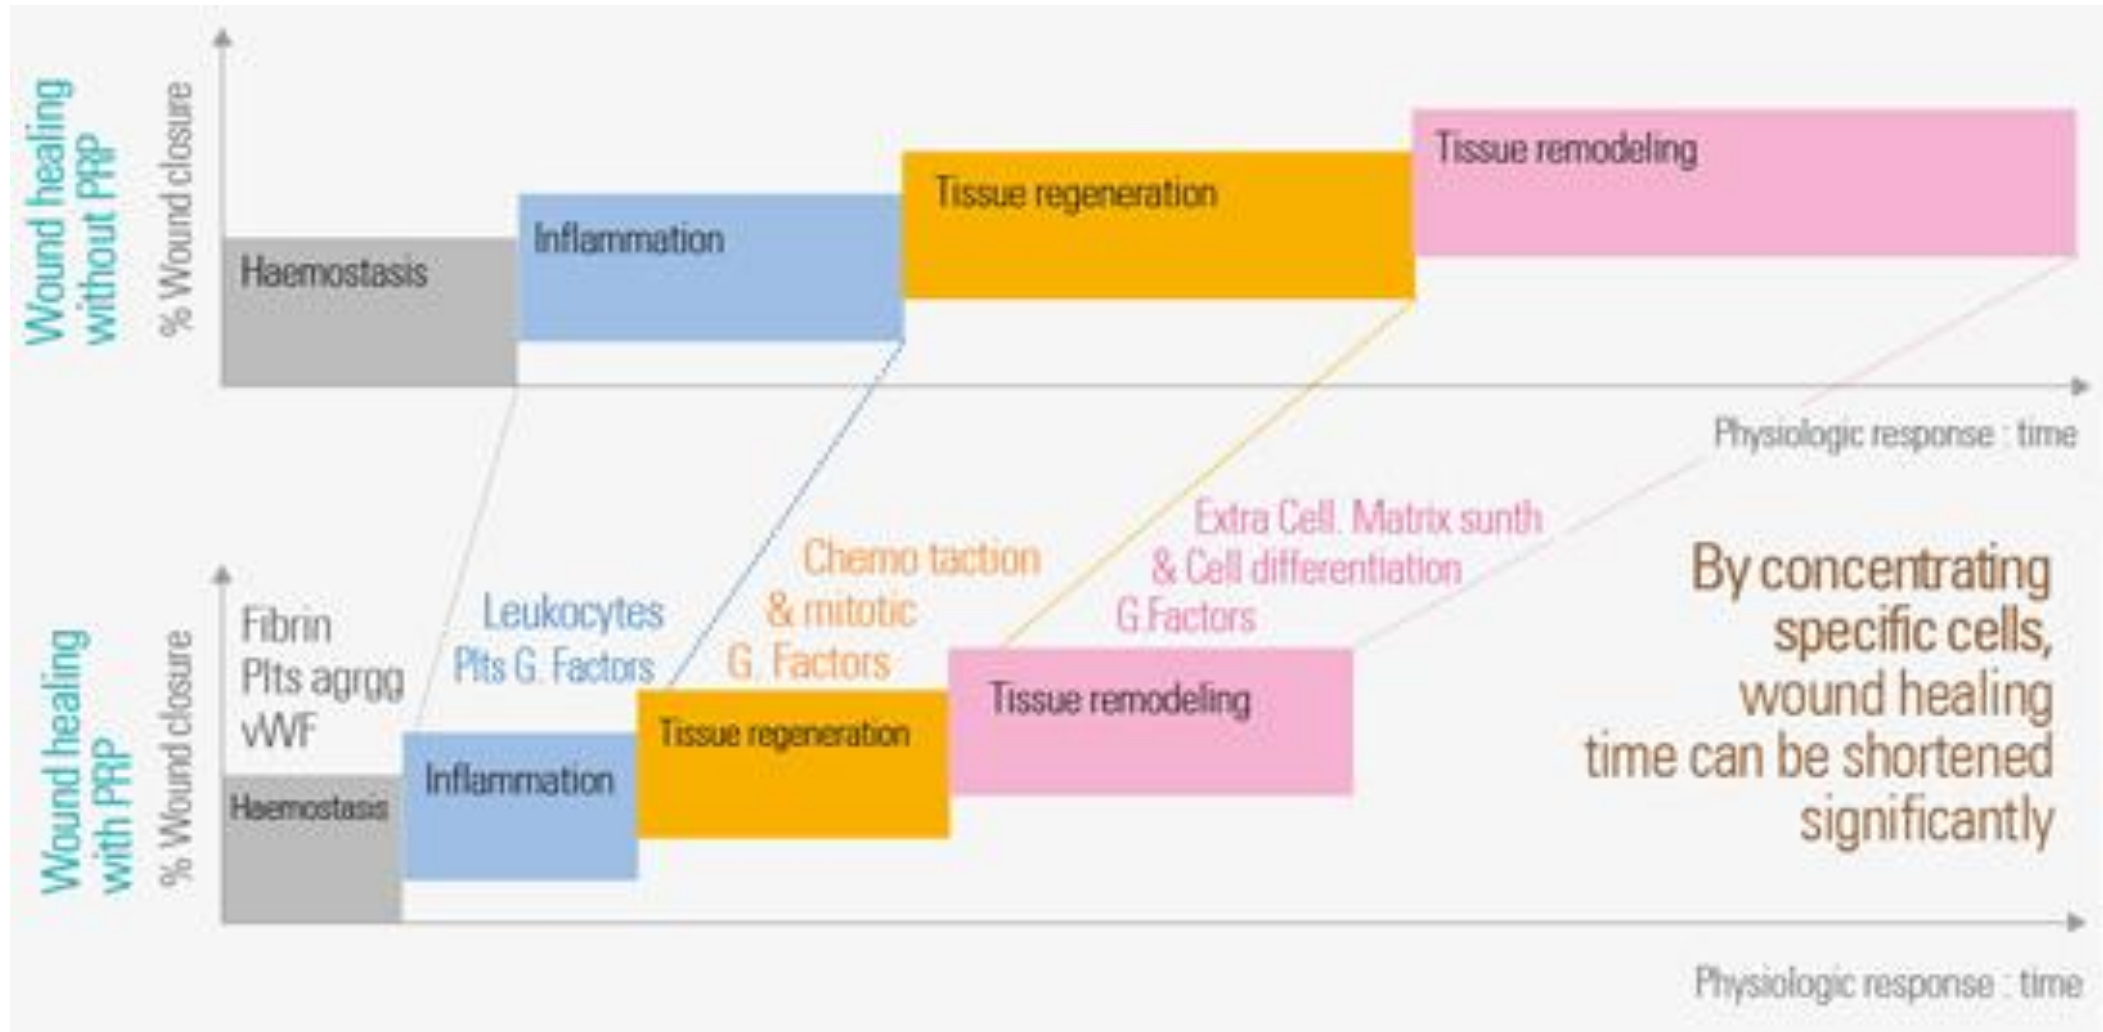 Wound healing
without PRP
% Wound closure
Haemostasis
Inflammation
Tissue regeneration
Tissue remodeling
Physiologic response : time
Wound healing
with PRP
% Wound closure
Fibrin
Plts agrgg
vWF
Leukocytes
Plts G. Factors
Chemo taction
& mitotic
G. Factors
Extra Cell. Matrix sunth
& Cell differentiation
G.Factors
Haemostasis
Inflammation
Tissue regeneration
Tissue remodeling
By concentrating
specific cells,
wound healing
time can be shortened
significantly
Physiologic response : time